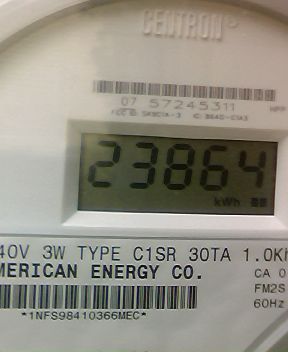 CENTRON
07 57245311
23864
kWh
40V 3W TYPE C1SR 30TA 1.0Kh
MERICAN ENERGY CO.
CA 0
FM2S
60Hz
*1NFS98410366MEC*